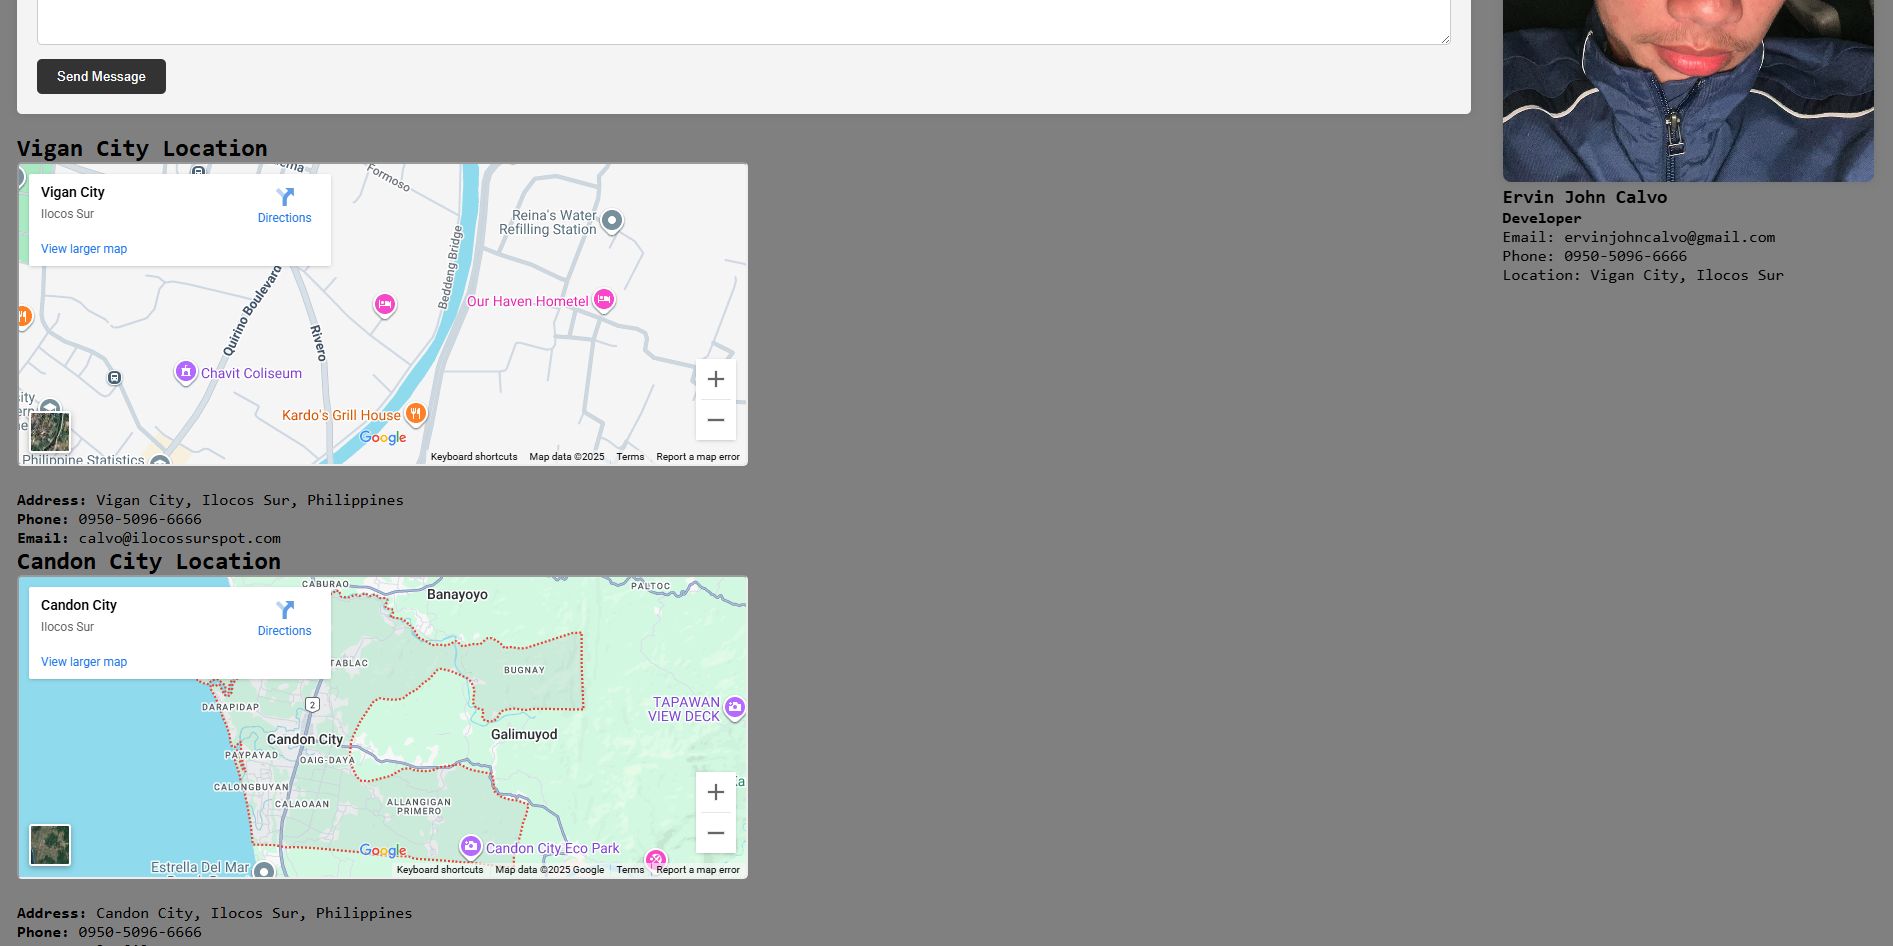 Send Message
Vigan City Location
Formoso
Vigan City
Ilocos Sur
Directions
View larger map
Reina's Water
Refilling Station
Beddeng Bridge
Quirino Boulevard
Rivero
Our Haven Hometel
Chavit Coliseum
Kardo's Grill House
Google
Philippine Statistics
Keyboard shortcuts Map data ©2025 Terms Report a map error
Address: Vigan City, Ilocos Sur, Philippines
Phone: 0950-5096-6666
Email: calvo@ilocossurspot.com
Candon City Location
CABURAO
PALTOC
Banayoyo
Candon City
Ilocos Sur
Directions
View larger map
TABLAC
BUGNAY
DARAPIDAP
2
TAPAWAN
VIEW DECK
Candon City
Galimuyod
PAYPAYAD
OAIG-DAYA
CALONGBUYAN
CALAOAAN
ALLANGIGAN
PRIMERO
Google
Candon City Eco Park
Estrella Del Mar
Keyboard shortcuts Map data ©2025 Google Terms Report a map error
Address: Candon City, Ilocos Sur, Philippines
Phone: 0950-5096-6666
Ervin John Calvo
Developer
Email: ervinjohncalvo@gmail.com
Phone: 0950-5096-6666
Location: Vigan City, Ilocos Sur